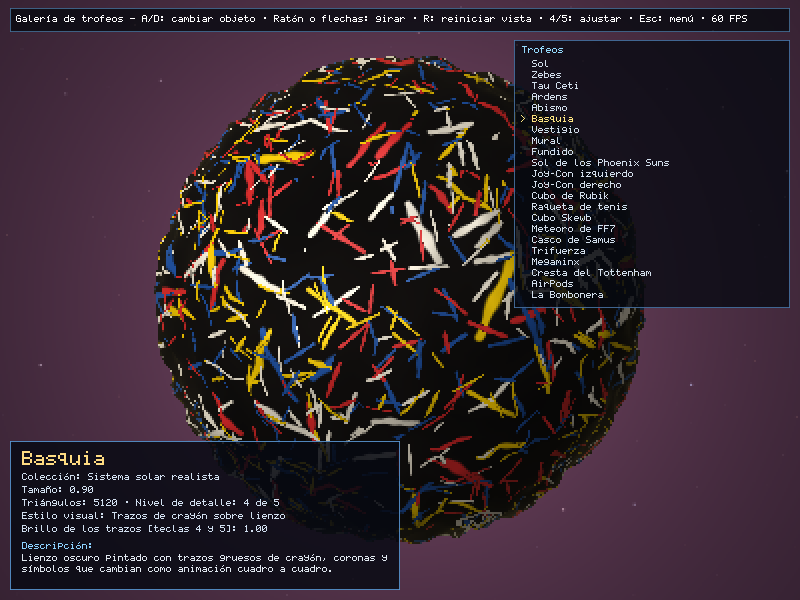 Galería de trofeos - A/D: cambiar objeto • Ratón o flechas: girar • R: reiniciar vista • 4/5: ajustar • Esc: menú • 60 FPS
Trofeos
Sol
Zebes
Tau Ceti
Ardens
Abismo
> Basquia
Vestigio
Mural
Fundido
Sol de los Phoenix Suns
Joy-Con izquierdo
Joy-Con derecho
Cubo de Rubik
Raqueta de tenis
Cubo Skewb
Meteoro de FF7
Casco de Samus
Trifuerza
Megaminx
Cresta del Tottenham
AirPods
La Bombonera
Basquia
Colección: Sistema solar realista
Tamaño: 0.90
Triángulos: 5120 • Nivel de detalle: 4 de 5
Estilo visual: Trazos de crayón sobre lienzo
Brillo de los trazos [teclas 4 y 5]: 1.00
Descripción:
Lienzo oscuro pintado con trazos gruesos de crayón, coronas y
símbolos que cambian como animación cuadro a cuadro.